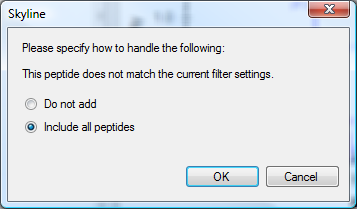 Skyline
Please specify how to handle the following:
This peptide does not match the current filter settings.
Do not add
Include all peptides
OK
Cancel